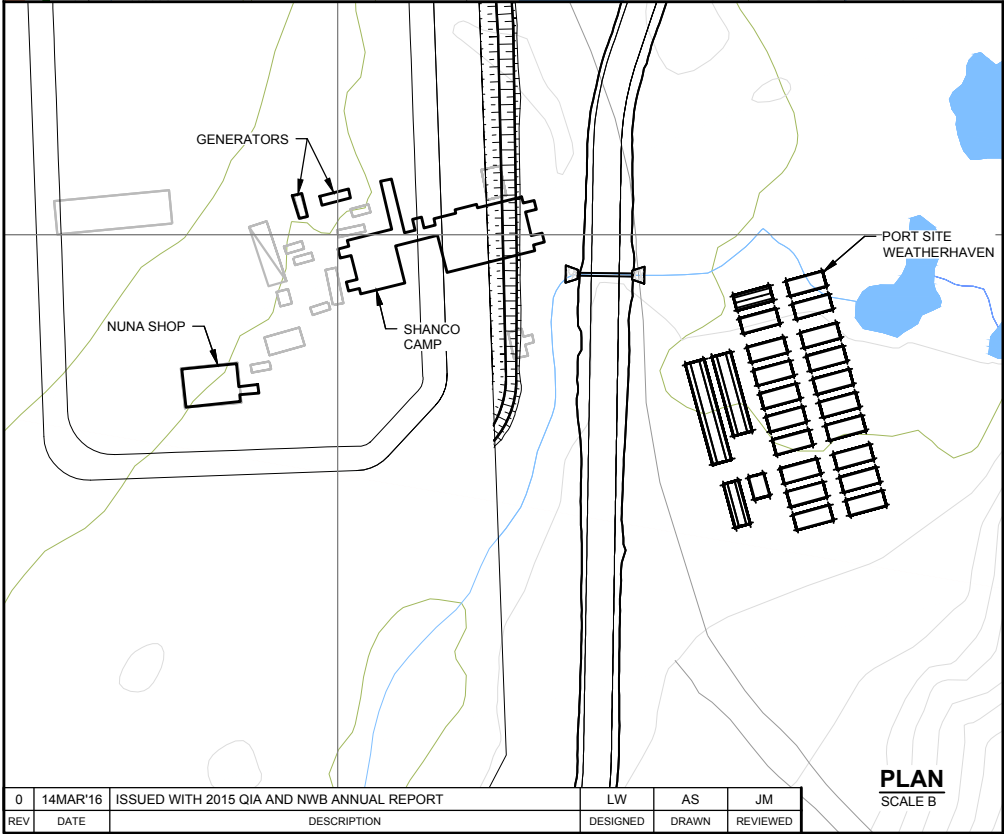 GENERATORS
PORT SITE
WEATHERHAVEN
NUNA SHOP
SHANCO
CAMP
PLAN
SCALE B
0 14MAR'16 ISSUED WITH 2015 QIA AND NWB ANNUAL REPORT LW AS JM
REV DATE DESCRIPTION DESIGNED DRAWN REVIEWED